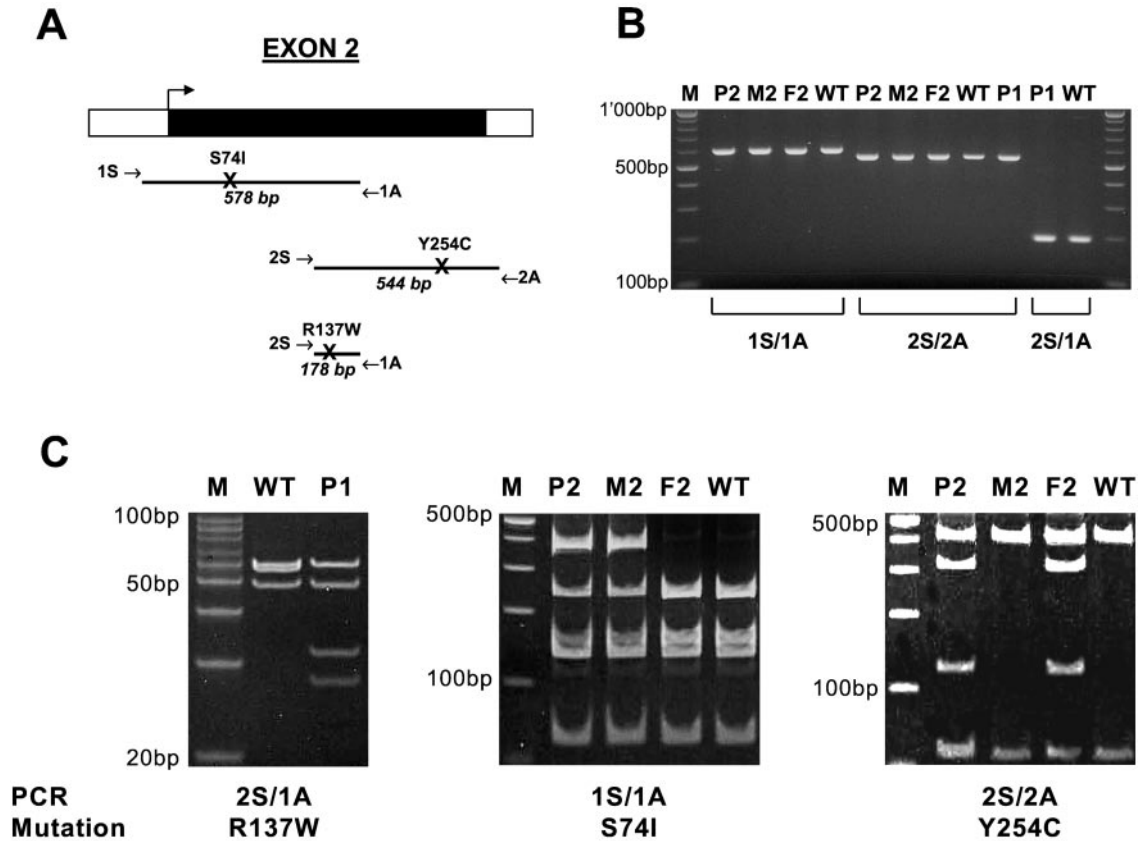 A
EXON 2
S74I
1S →
X
578 bp
←1A
Y254C
2S →
X
544 bp
←2A
R137W
2S →
X
178 bp
←1A
B
M P2 M2 F2 WT P2 M2 F2 WT P1 P1 WT
1'000bp
500bp
100bp
1S/1A 2S/2A 2S/1A
C
M WT P1
100bp
50bp
20bp
M P2 M2 F2 WT
500bp
100bp
M P2 M2 F2 WT
500bp
100bp
PCR 2S/1A 1S/1A 2S/2A
Mutation R137W S74I Y254C